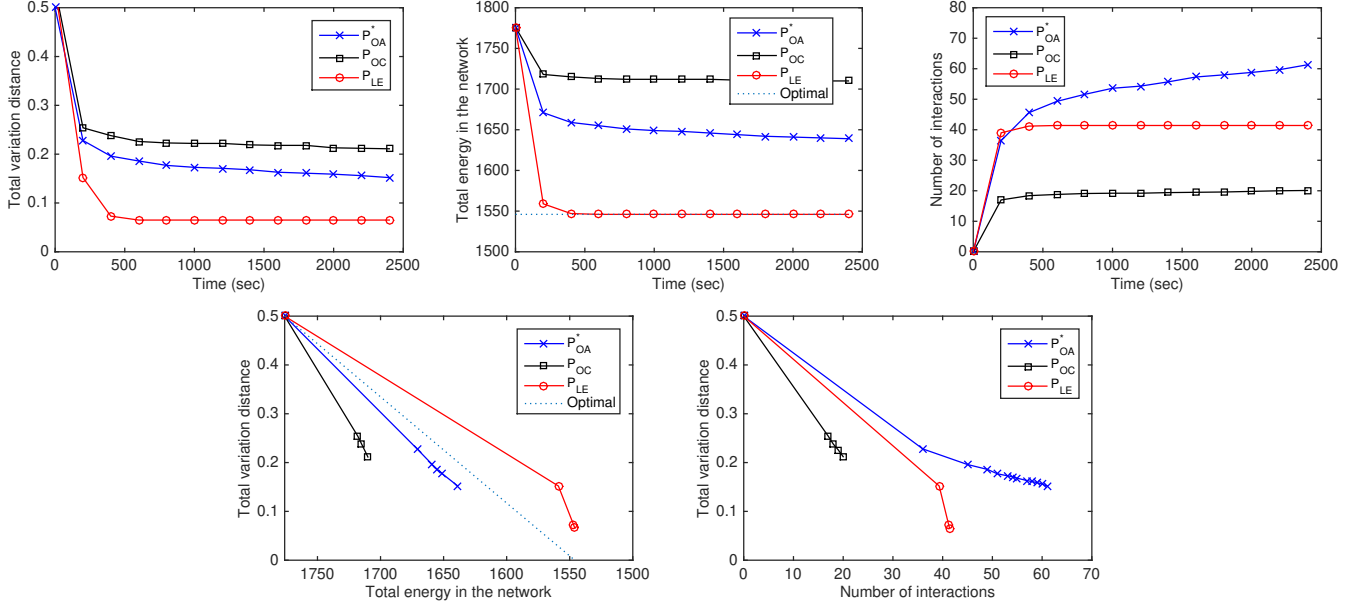 Total variation distance
0.5
0.4
0.3
0.2
0.1
0
0 500 1000 1500 2000 2500
Time (sec)
P*OA
POC
PLE
Total energy in the network
1800
1750
1700
1650
1600
1550
1500
0 500 1000 1500 2000 2500
Time (sec)
P*OA
POC
PLE
Optimal
Number of interactions
80
70
60
50
40
30
20
10
0
0 500 1000 1500 2000 2500
Time (sec)
P*OA
POC
PLE
Total variation distance
0.5
0.4
0.3
0.2
0.1
0
1750 1700 1650 1600 1550 1500
Total energy in the network
P*OA
POC
PLE
Optimal
Total variation distance
0.5
0.4
0.3
0.2
0.1
0
0 10 20 30 40 50 60 70
Number of interactions
P*OA
POC
PLE